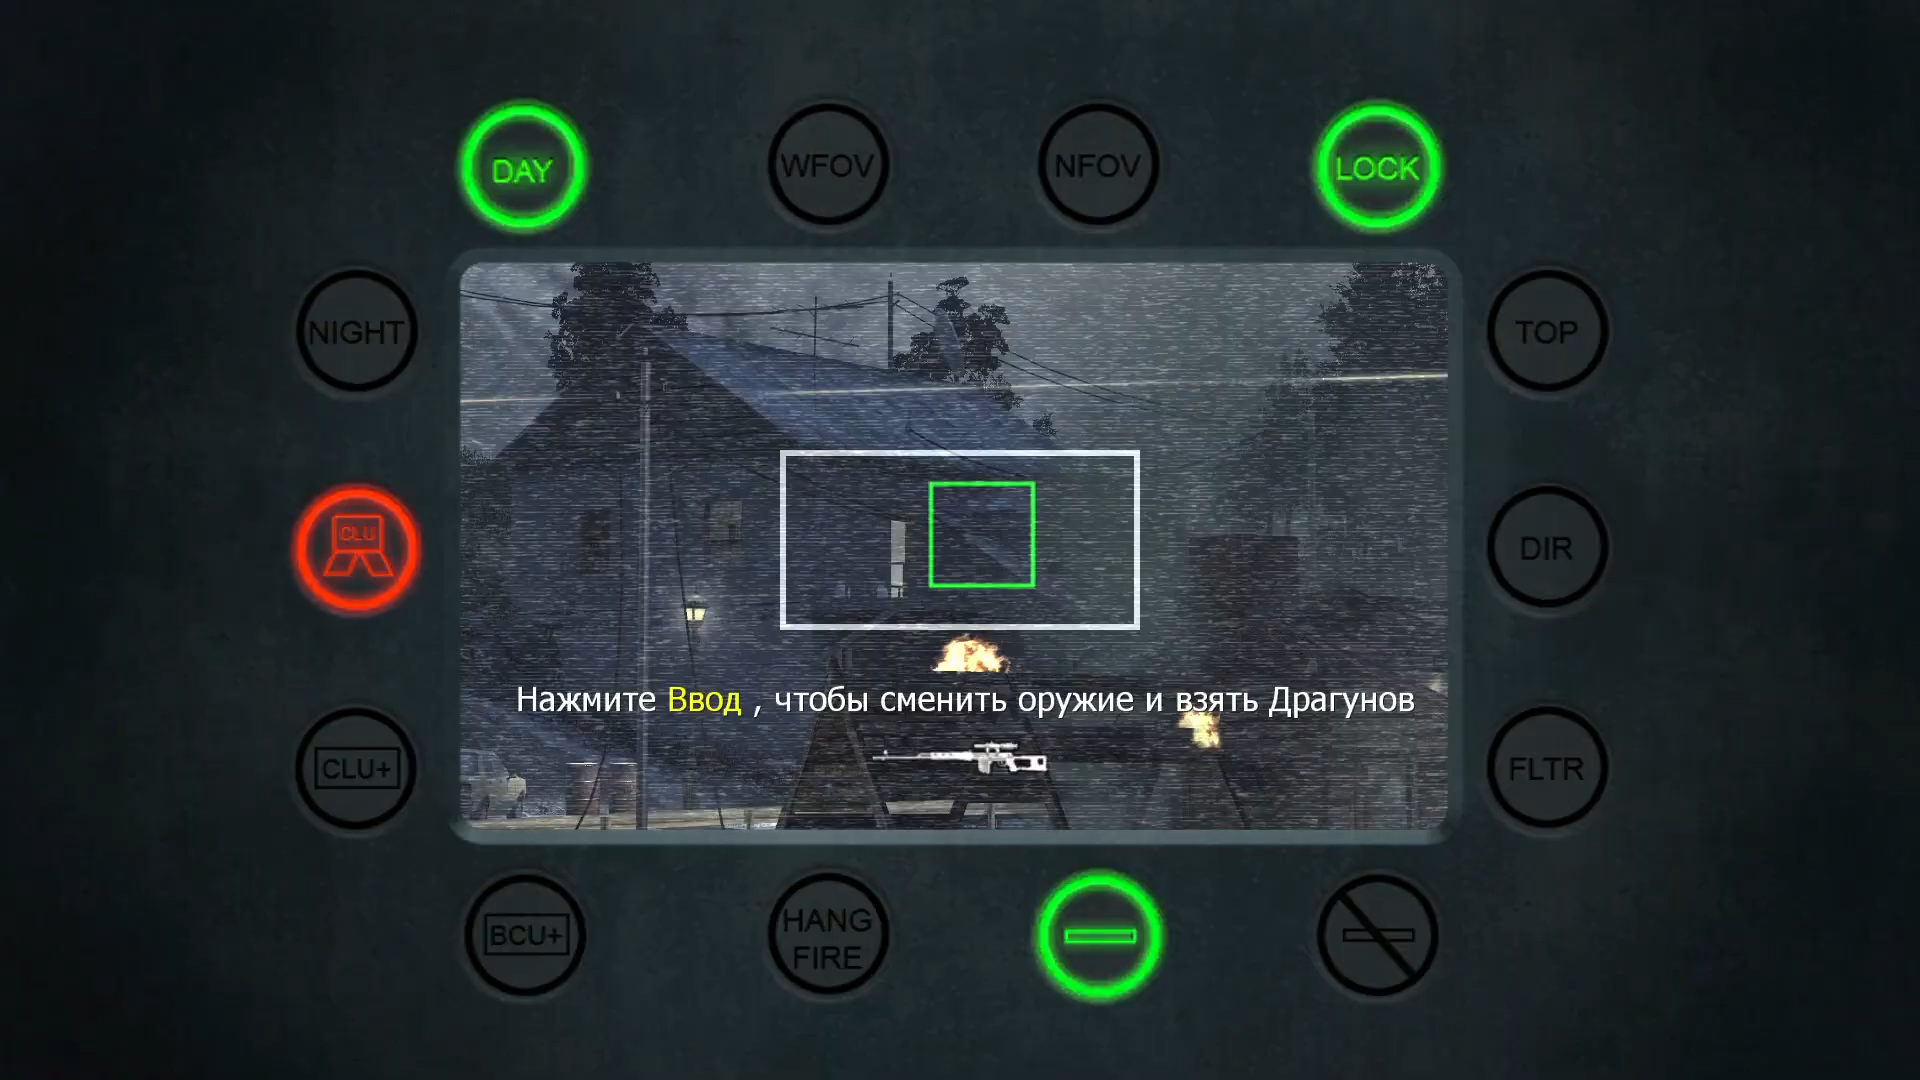 DAY
WFOV
NFOV
LOCK
NIGHT
TOP
CLU
DIR
Нажмите Ввод , чтобы сменить оружие и взять Драгунов
CLU+
FLTR
BCU+
HANG
FIRE